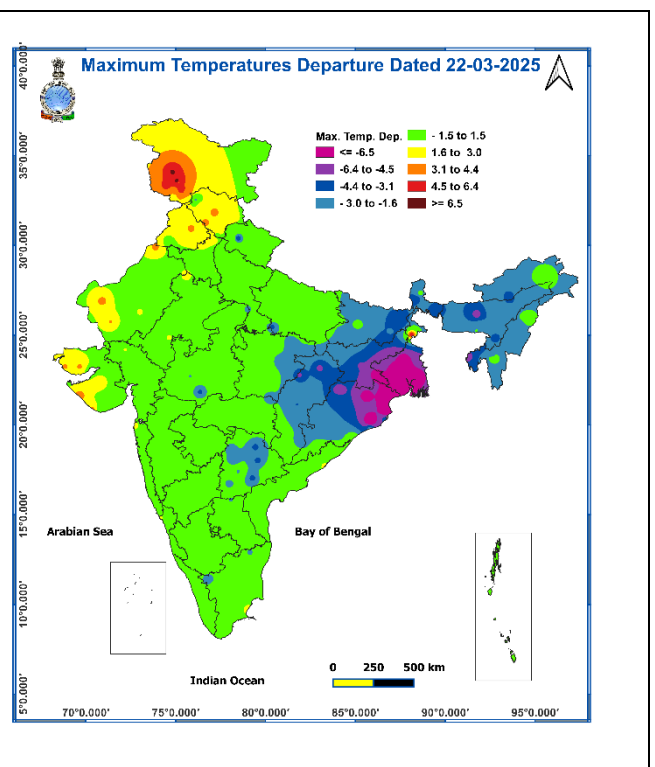 Maximum Temperatures Departure Dated 22-03-2025
Max. Temp. Dep.
<= -6.5
-6.4 to -4.5
-4.4 to -3.1
- 3.0 to -1.6
- 1.5 to 1.5
1.6 to 3.0
3.1 to 4.4
4.5 to 6.4
>= 6.5
40°0.000'
35°0.000'
30°0.000'
25°0.000'
20°0.000'
15°0.000'
10°0.000'
5°0.000'
Arabian Sea
Bay of Bengal
Indian Ocean
0 250 500 km
70°0.000' 75°0.000' 80°0.000' 85°0.000' 90°0.000' 95°0.000'